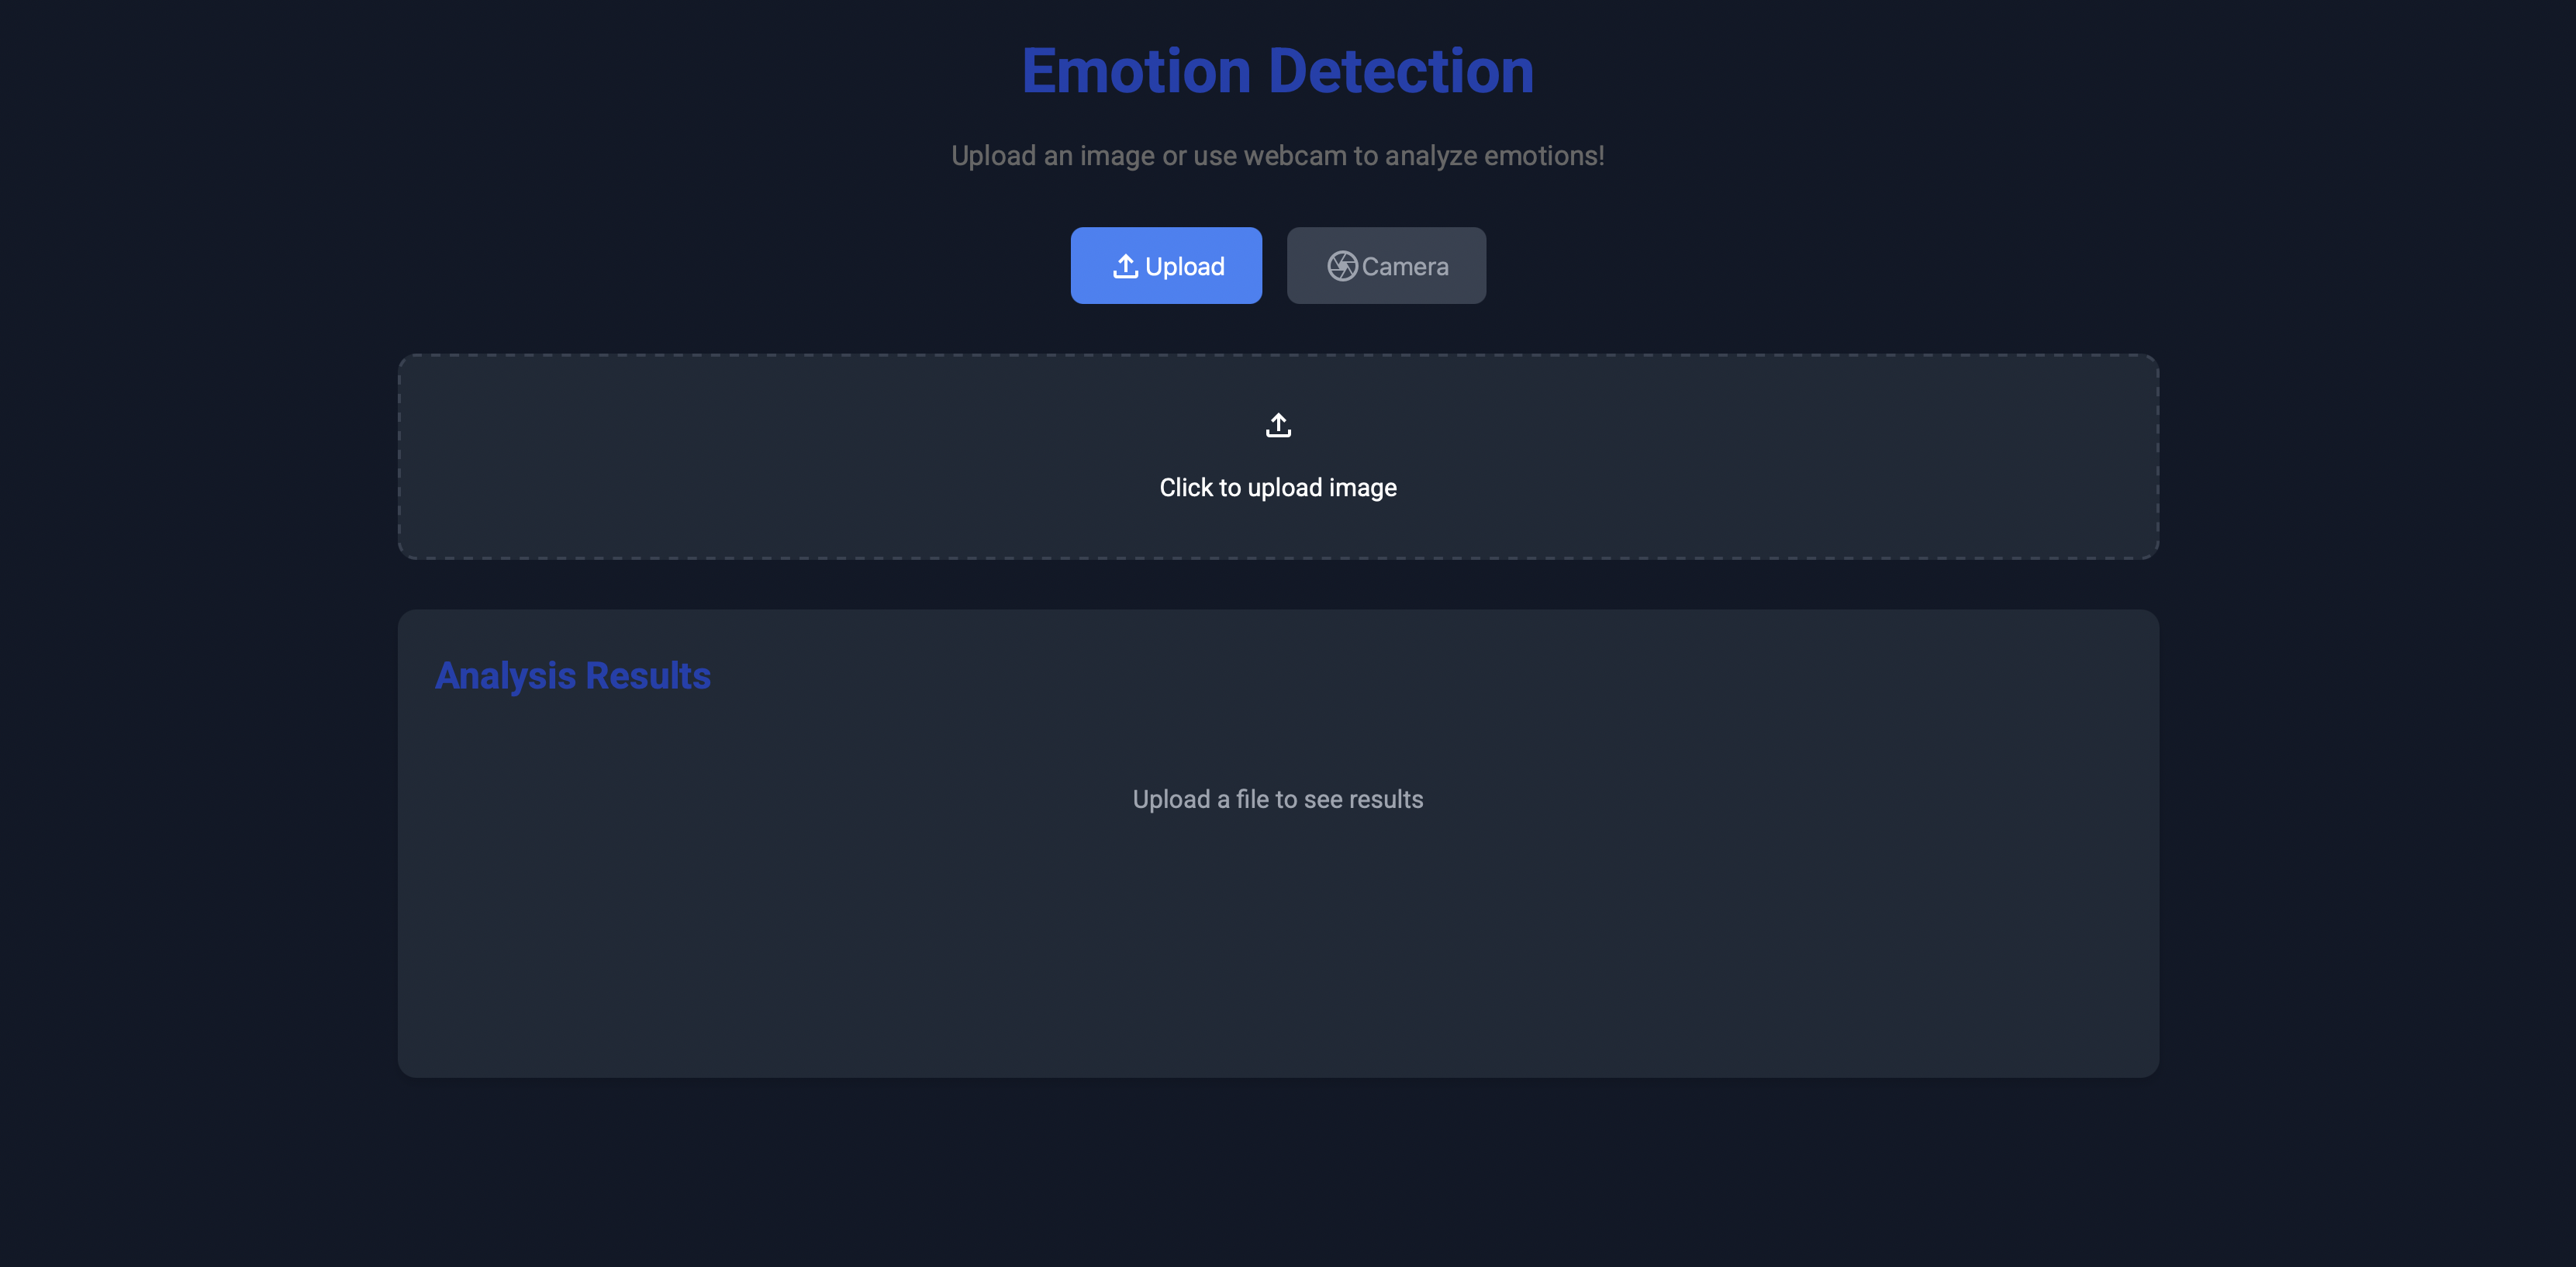 Emotion Detection
Upload an image or use webcam to analyze emotions!
Upload
Camera
Click to upload image
Analysis Results
Upload a file to see results